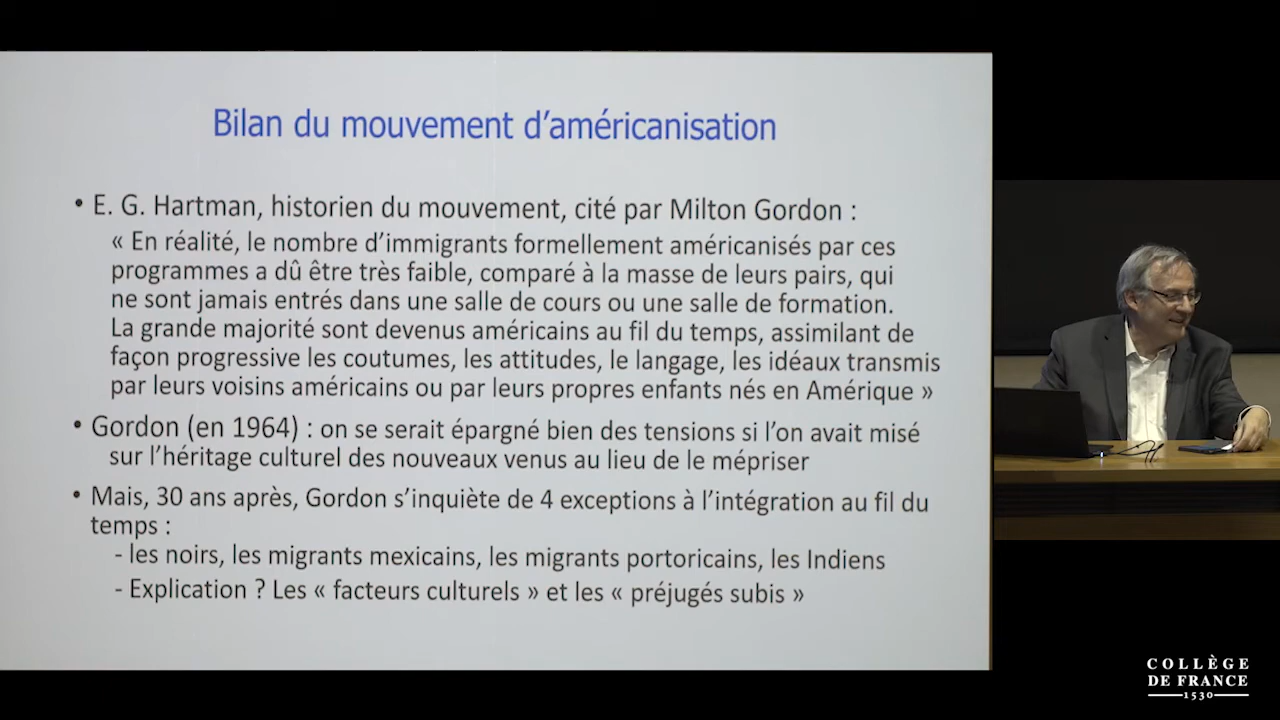 Bilan du mouvement d'américanisation
• E. G. Hartman, historien du mouvement, cité par Milton Gordon :
« En réalité, le nombre d'immigrants formellement américanisés par ces
programmes a dû être très faible, comparé à la masse de leurs pairs, qui
ne sont jamais entrés dans une salle de cours ou une salle de formation.
La grande majorité sont devenus américains au fil du temps, assimilant de
façon progressive les coutumes, les attitudes, le langage, les idéaux transmis
par leurs voisins américains ou par leurs propres enfants nés en Amérique »
• Gordon (en 1964) : on se serait épargné bien des tensions si l'on avait misé
sur l'héritage culturel des nouveaux venus au lieu de le mépriser
• Mais, 30 ans après, Gordon s'inquiète de 4 exceptions à l'intégration au fil du
temps :
- les noirs, les migrants mexicains, les migrants portoricains, les Indiens
- Explication ? Les « facteurs culturels » et les « préjugés subis »
COLLÈGE
DE FRANCE
1530